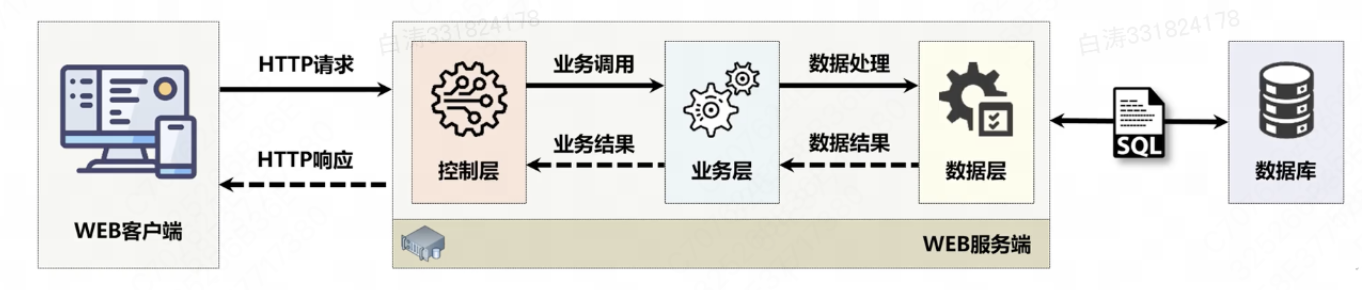 白涛331824178
白涛331824178
HTTP请求
业务调用
数据处理
SQL
HTTP响应
业务结果
数据结果
控制层
业务层
数据层
数据库
WEB客户端
WEB服务端